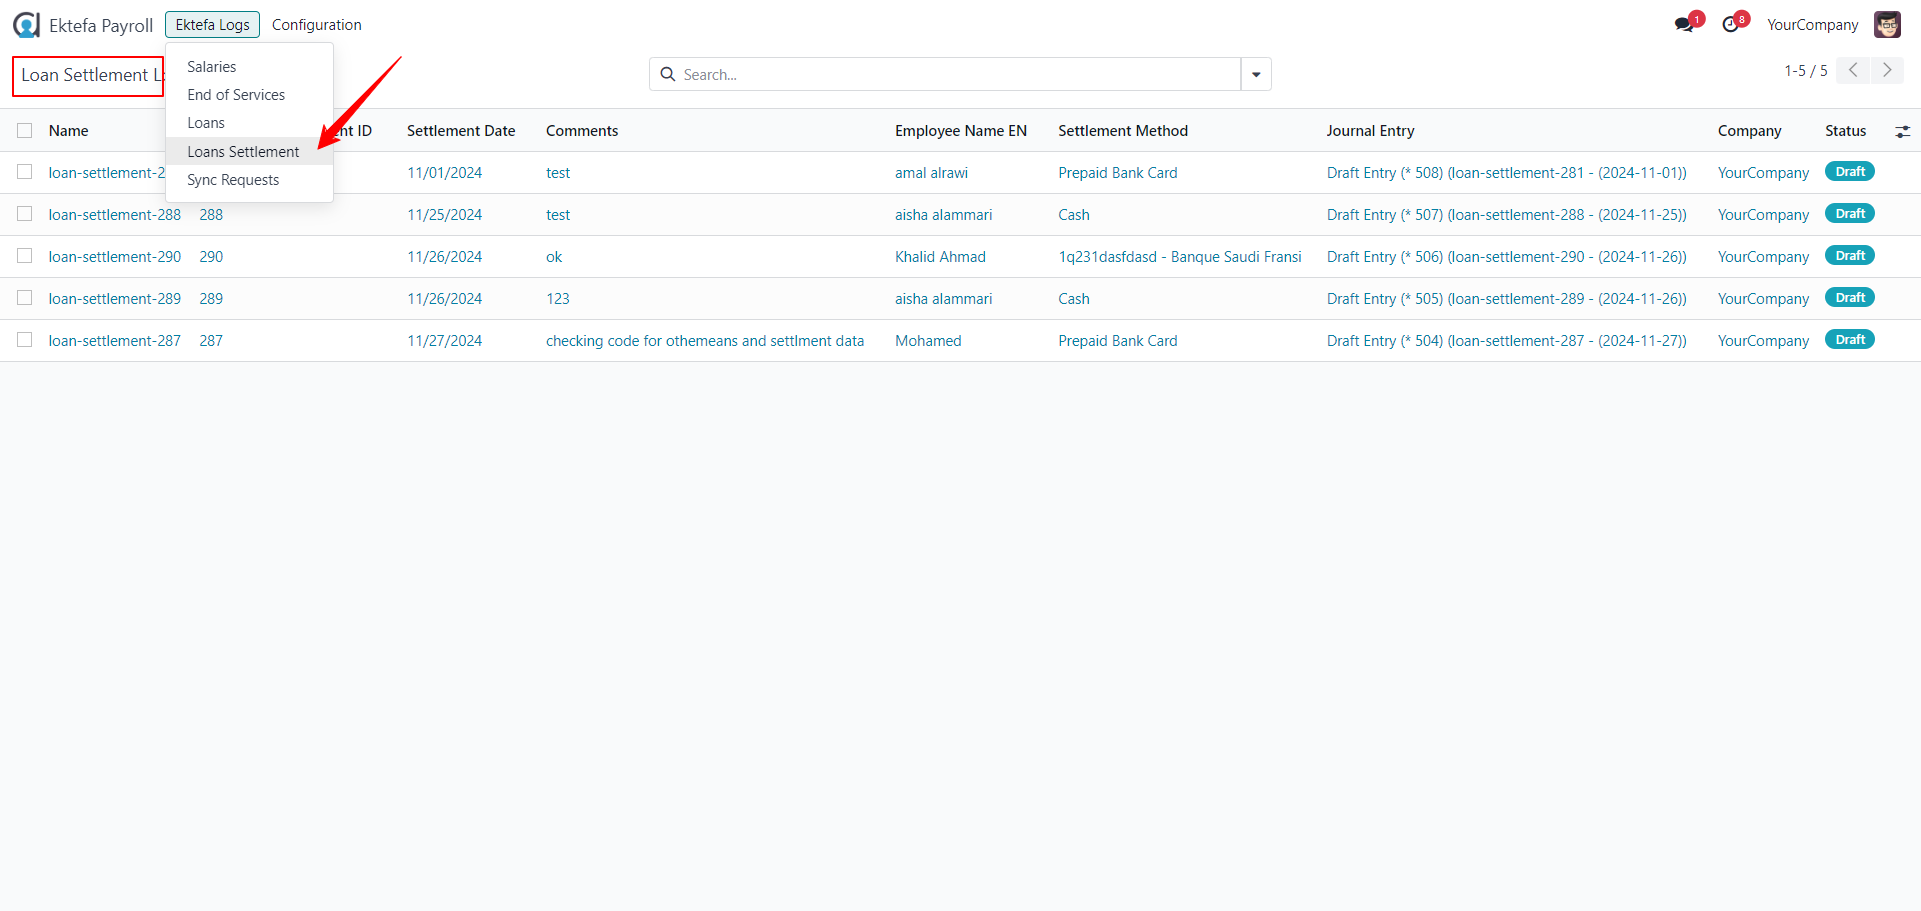 Ektefa Payroll Ektefa Logs Configuration 1 8 YourCompany
Loan Settlement
Search...
1-5 / 5
Salaries
End of Services
Loans
Loans Settlement
Sync Requests
Name ID Settlement Date Comments Employee Name EN Settlement Method Journal Entry Company Status
loan-settlement-2 11/01/2024 test amal alrawi Prepaid Bank Card Draft Entry (* 508) (loan-settlement-281 - (2024-11-01)) YourCompany Draft
loan-settlement-288 288 11/25/2024 test aisha alammari Cash Draft Entry (* 507) (loan-settlement-288 - (2024-11-25)) YourCompany Draft
loan-settlement-290 290 11/26/2024 ok Khalid Ahmad 1q231dasfdasd - Banque Saudi Fransi Draft Entry (* 506) (loan-settlement-290 - (2024-11-26)) YourCompany Draft
loan-settlement-289 289 11/26/2024 123 aisha alammari Cash Draft Entry (* 505) (loan-settlement-289 - (2024-11-26)) YourCompany Draft
loan-settlement-287 287 11/27/2024 checking code for othemeans and settlment data Mohamed Prepaid Bank Card Draft Entry (* 504) (loan-settlement-287 - (2024-11-27)) YourCompany Draft